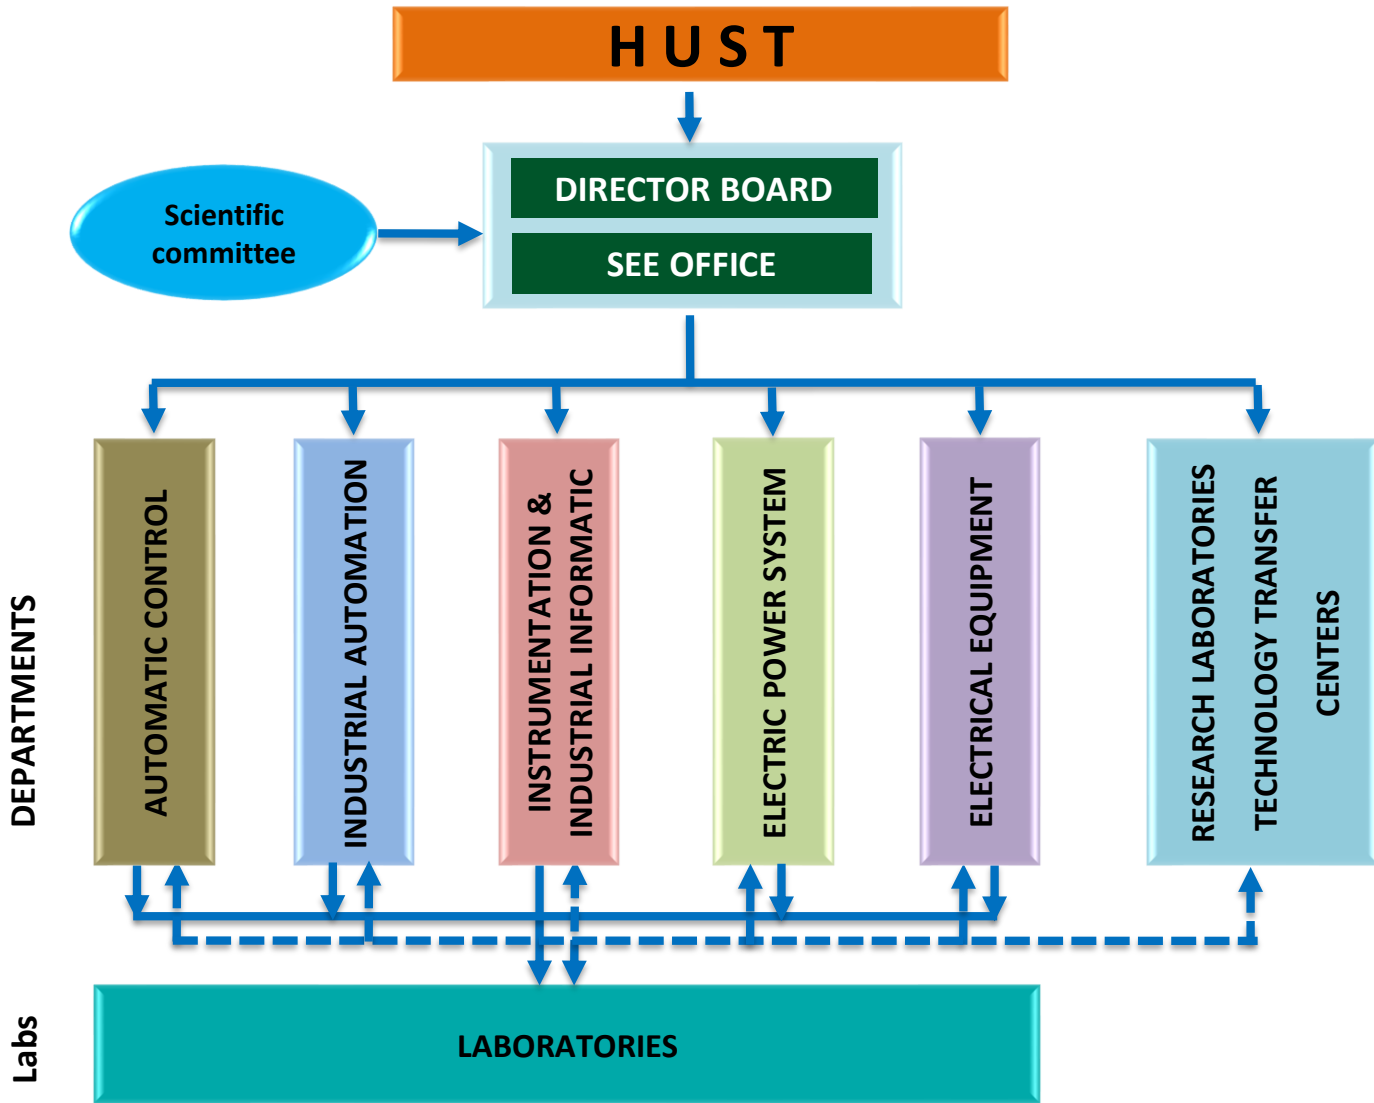 H U S T
DIRECTOR BOARD
SEE OFFICE
Scientific
committee
DEPARTMENTS
AUTOMATIC CONTROL
INDUSTRIAL AUTOMATION
INSTRUMENTATION &
INDUSTRIAL INFORMATIC
ELECTRIC POWER SYSTEM
ELECTRICAL EQUIPMENT
RESEARCH LABORATORIES
TECHNOLOGY TRANSFER
CENTERS
Labs
LABORATORIES